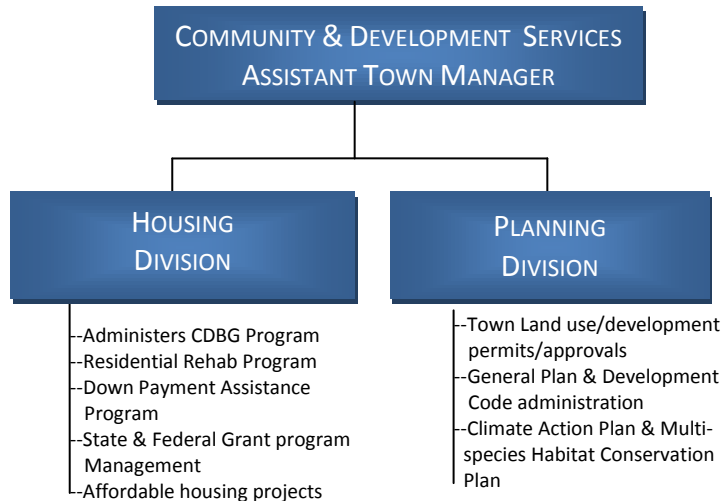 COMMUNITY & DEVELOPMENT SERVICES
ASSISTANT TOWN MANAGER
HOUSING
DIVISION
--Administers CDBG Program
--Residential Rehab Program
--Down Payment Assistance
Program
--State & Federal Grant program
Management
--Affordable housing projects
PLANNING
DIVISION
--Town Land use/development
permits/approvals
--General Plan & Development
Code administration
--Climate Action Plan & Multi-
species Habitat Conservation
Plan